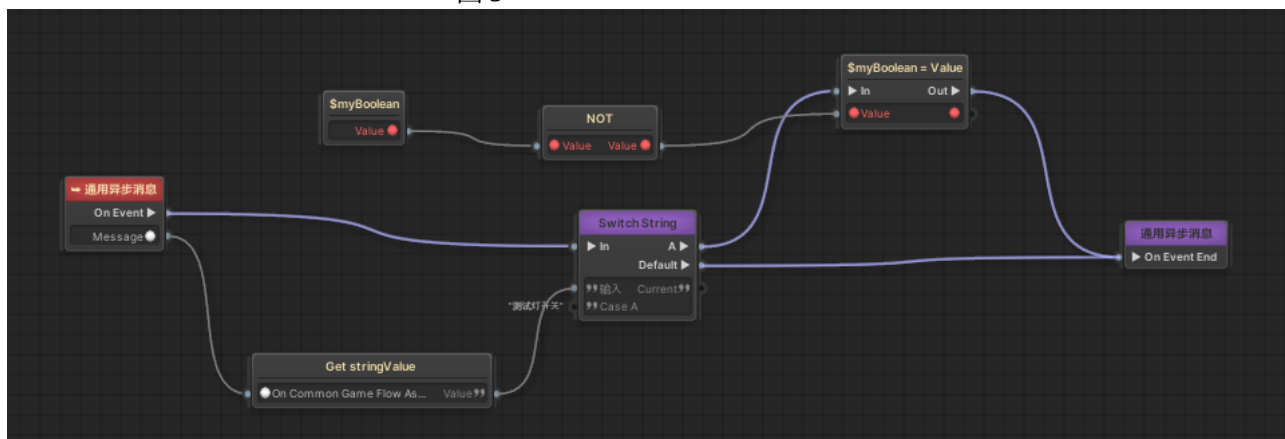 图
$myBoolean
Value
NOT
Value Value
$myBoolean = Value
In Out
Value
通用异步消息
On Event
Message
Switch String
In A
Default
输入 Current
"测试灯开关" Case A
通用异步消息
On Event End
Get stringValue
On Common Game Flow As... Value